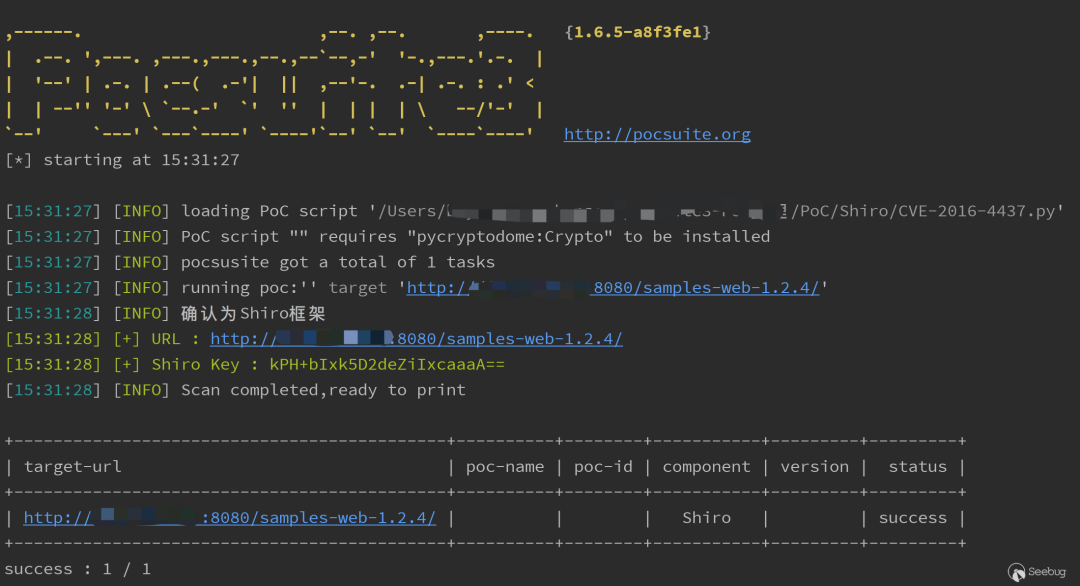 {1.6.5-a8f3fe1}
http://pocsuite.org
[*] starting at 15:31:27
[15:31:27] [INFO] loading PoC script '/Users/ /PoC/Shiro/CVE-2016-4437.py'
[15:31:27] [INFO] PoC script "" requires "pycryptodome:Crypto" to be installed
[15:31:27] [INFO] pocsusite got a total of 1 tasks
[15:31:27] [INFO] running poc:'' target 'http:/ 8080/samples-web-1.2.4/'
[15:31:28] [INFO] 确认为Shiro框架
[15:31:28] [+] URL : http:// :8080/samples-web-1.2.4/
[15:31:28] [+] Shiro Key : kPH+bIxk5D2deZiIxcaaaA==
[15:31:28] [INFO] Scan completed,ready to print
| target-url | poc-name | poc-id | component | version | status |
| http:// :8080/samples-web-1.2.4/ | | | Shiro | | success |
success : 1 / 1
Seebug